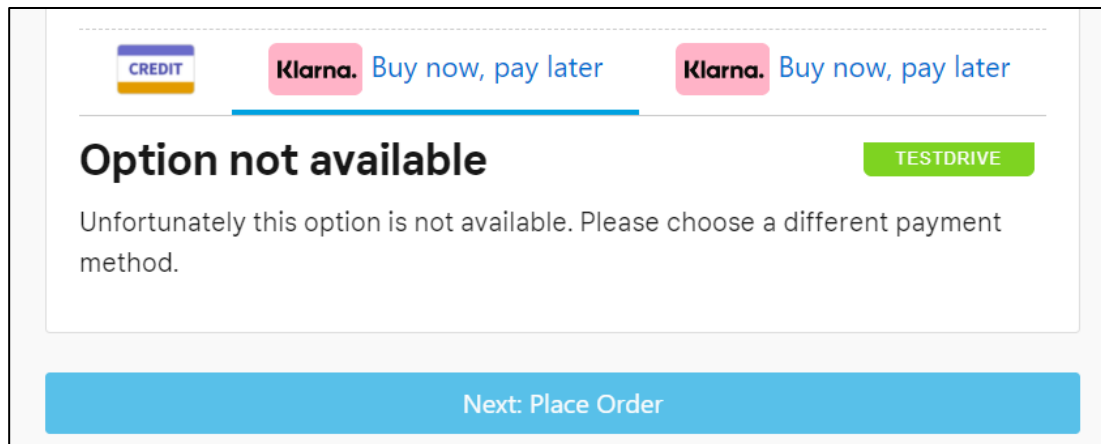 CREDIT Klarna. Buy now, pay later Klarna. Buy now, pay later
Option not available TESTDRIVE
Unfortunately this option is not available. Please choose a different payment
method.
Next: Place Order